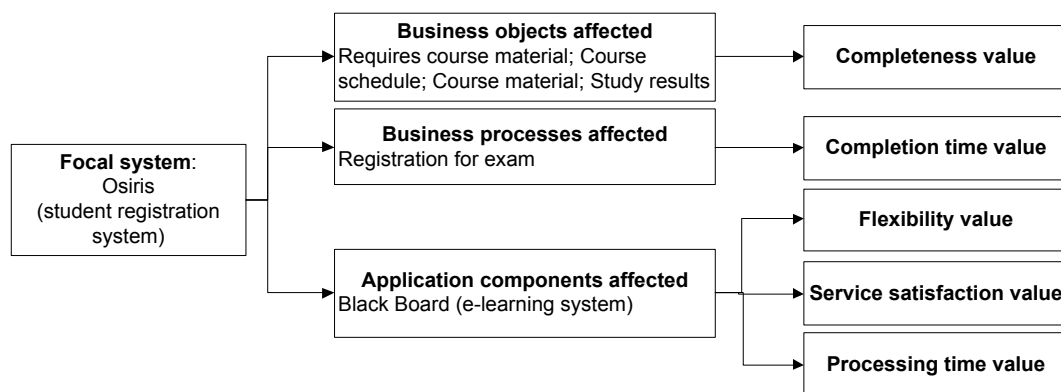 Focal system:
Osiris
(student registration
system)
Business objects affected
Requires course material; Course
schedule; Course material; Study results
Business processes affected
Registration for exam
Application components affected
Black Board (e-learning system)
Completeness value
Completion time value
Flexibility value
Service satisfaction value
Processing time value